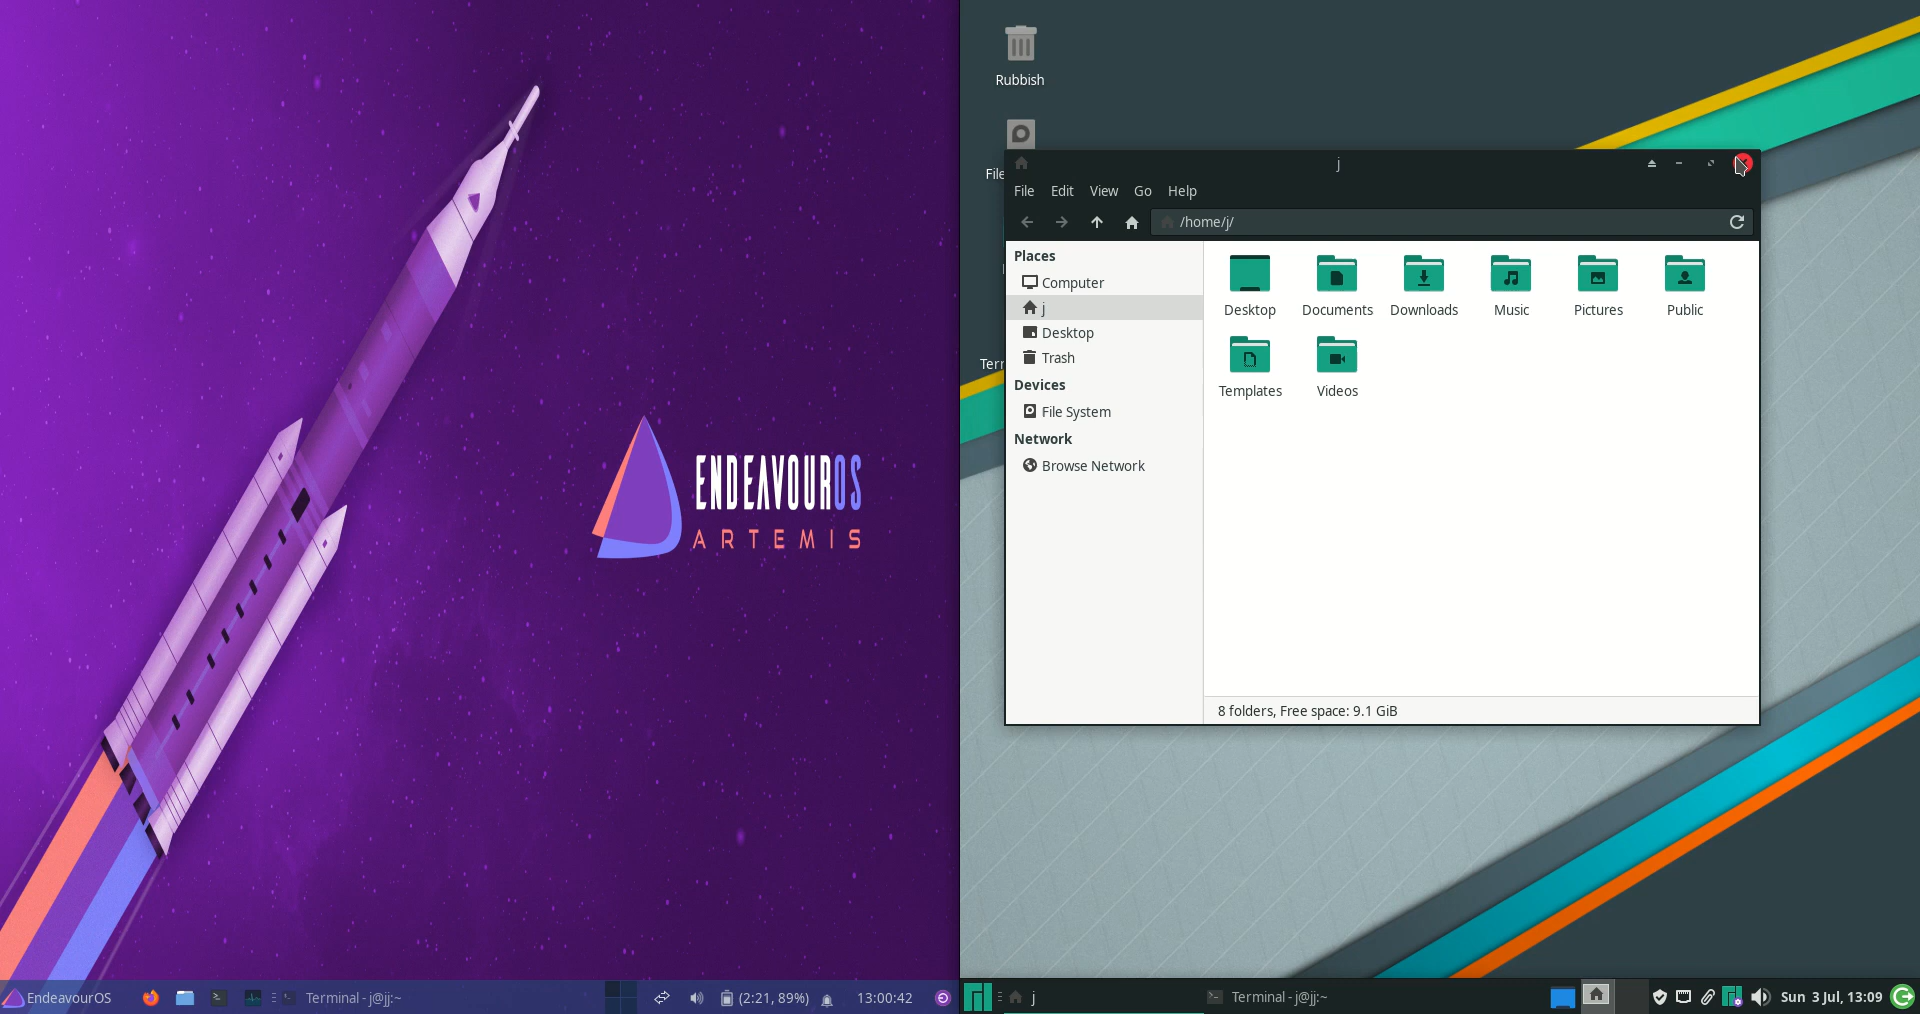 ENDEAVOUROS
ARTEMIS
EndeavourOS
Terminal - j@jj:~
(2:21, 89%)
13:00:42
Rubbish
File
Terr
j
File Edit View Go Help
/home/j/
Places
Computer
j
Desktop
Trash
Devices
File System
Network
Browse Network
Desktop
Documents
Downloads
Music
Pictures
Public
Templates
Videos
8 folders, Free space: 9.1 GiB
j
Terminal - j@jj:~
Sun 3 Jul, 13:09